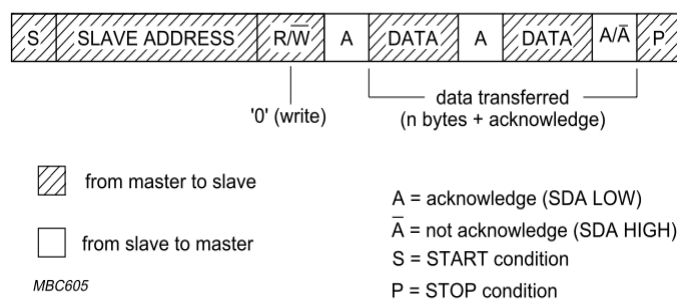 S SLAVE ADDRESS R/W̅ A DATA A DATA A/A̅ P
'0' (write)
data transferred
(n bytes + acknowledge)
from master to slave
from slave to master
A = acknowledge (SDA LOW)
A̅ = not acknowledge (SDA HIGH)
S = START condition
P = STOP condition
MBC605